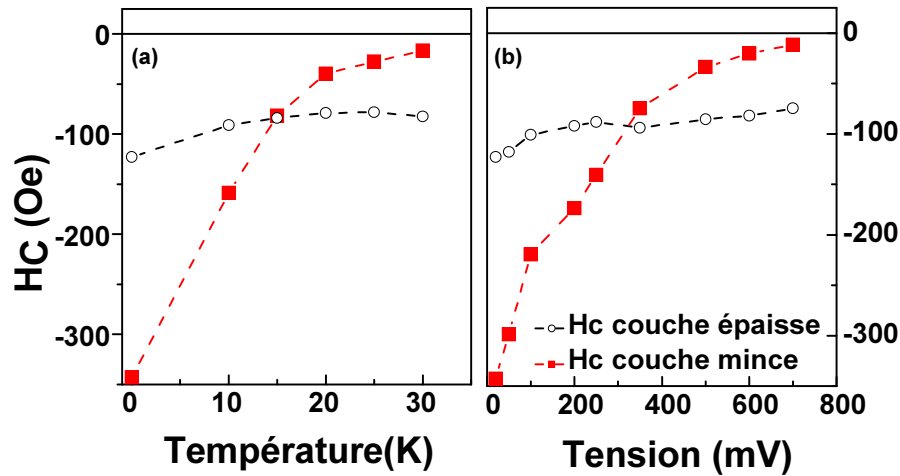 (a)
(b)
Hc (Oe)
0
-100
-200
-300
0
-100
-200
-300
0
10
20
30
0
200
400
600
800
Hc couche épaisse
Hc couche mince
Température(K)
Tension (mV)